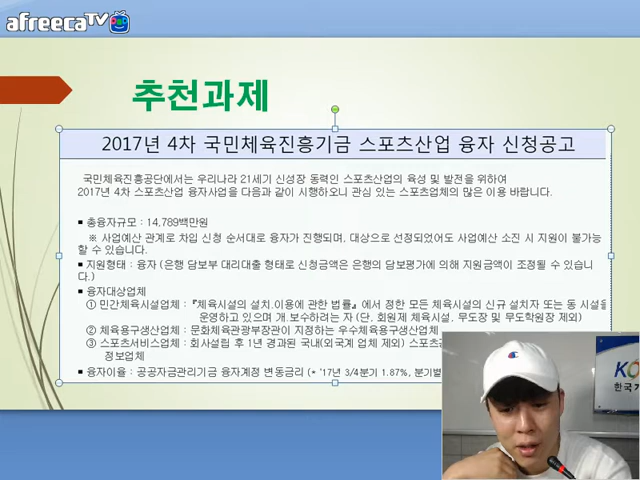 afreecaTV
추천과제
2017년 4차 국민체육진흥기금 스포츠산업 융자 신청공고
국민체육진흥공단에서는 우리나라 21세기 신성장 동력인 스포츠산업의 육성 및 발전을 위하여
2017년 4차 스포츠산업 융자사업을 다음과 같이 시행하오니 관심 있는 스포츠업체의 많은 이용 바랍니다.
■ 총융자규모 : 14,789백만원
※ 사업예산 관계로 차입 신청 순서대로 융자가 진행되며, 대상으로 선정되었어도 사업예산 소진 시 지원이 불가능
할 수 있습니다.
■ 지원형태 : 융자 (은행 담보부 대리대출 형태로 신청금액은 은행의 담보평가에 의해 지원금액이 조정될 수 있습니
다.)
■ 융자대상업체
① 민간체육시설업체 : 『체육시설의 설치.이용에 관한 법률』에서 정한 모든 체육시설의 신규 설치자 또는 동 시설을
운영하고 있으며 개.보수하려는 자 (단. 회원제 체육시설, 무도장 및 무도학원장 제외)
② 체육용구생산업체 : 문화체육관광부장관이 지정하는 우수체육용구생산업체
③ 스포츠서비스업체 : 회사설립 후 1년 경과된 국내(외국계 업체 제외) 스포츠
정보업체
■ 융자이율 : 공공자금관리기금 융자계정 변동금리 (* '17년 3/4분기 1.87%, 분기별
한국